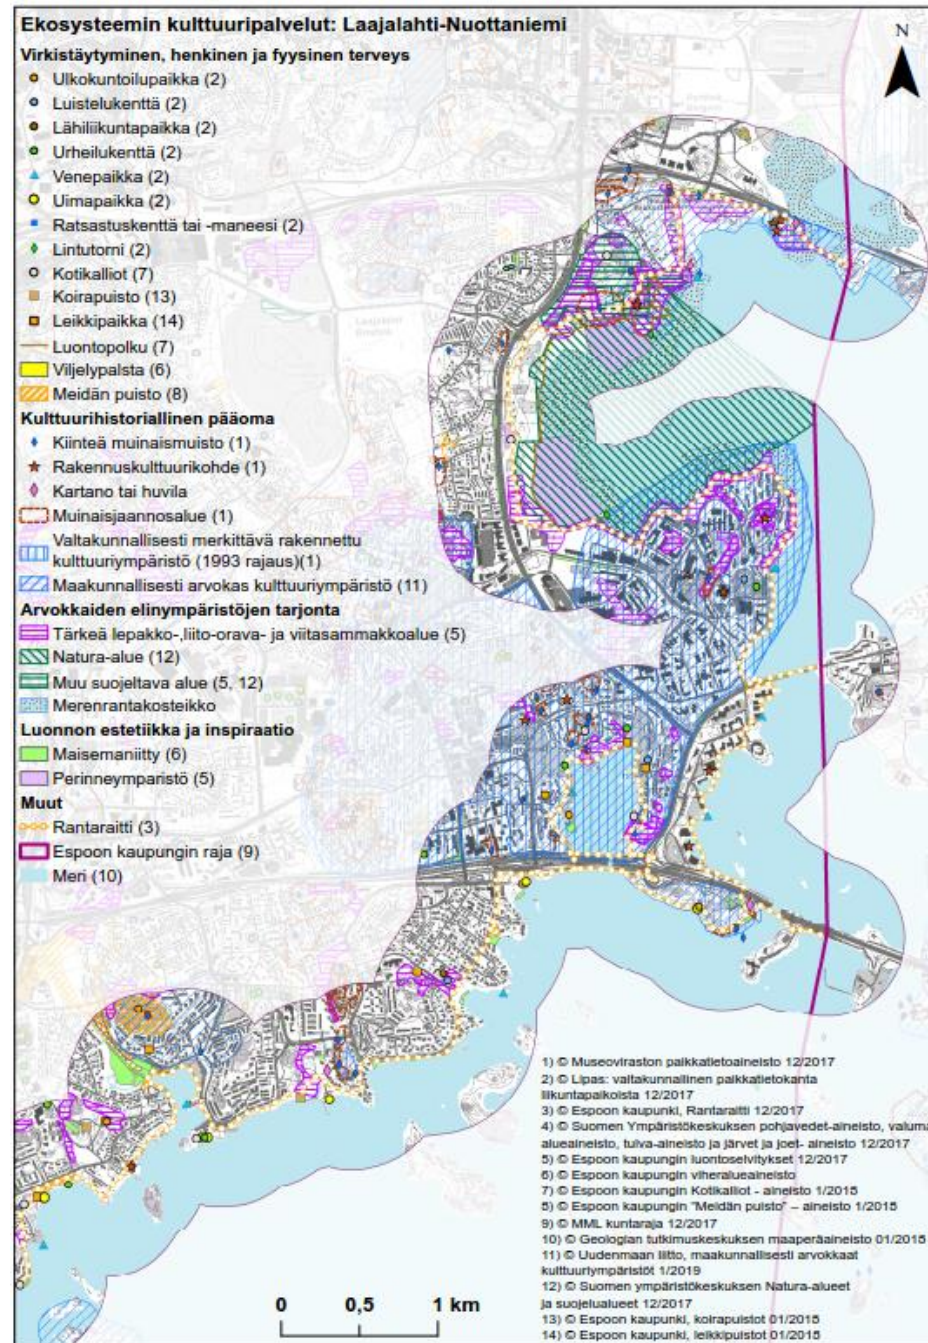 Ekosysteemin kulttuuripalvelut: Laajalahti-Nuottaniemi
Virkistäytyminen, henkinen ja fyysinen terveys
Ulkokuntoilupaikka (2)
Luistelukenttä (2)
Lähiliikuntapaikka (2)
Urheilukenttä (2)
Venepaikka (2)
Uimapaikka (2)
Ratsastuskenttä tai -maneesi (2)
Lintutorni (2)
Kotikalliot (7)
Koirapuisto (13)
Leikkipaikka (14)
Luontopolku (7)
Viljelypalsta (6)
Meidän puisto (8)
Kulttuurihistoriallinen pääoma
Kiinteä muinaismuisto (1)
Rakennuskulttuurikohde (1)
Kartano tai huvila
Muinaisjaannosalue (1)
Valtakunnallisesti merkittävä rakennettu
kulttuuriympäristö (1993 rajaus)(1)
Maakunnallisesti arvokas kulttuuriympäristö (11)
Arvokkaiden elinympäristöjen tarjonta
Tärkeä lepakko-,liito-orava- ja viitasammakkoalue (5)
Natura-alue (12)
Muu suojeltava alue (5, 12)
Merenrantakosteikko
Luonnon estetiikka ja inspiraatio
Maisemaniitty (6)
Perinneymparistö (5)
Muut
Rantaraitti (3)
Espoon kaupungin raja (9)
Meri (10)
N
0 0,5 1 km
1) © Museoviraston paikkatietoaineisto 12/2017
2) © Lipas: valtakunnallinen paikkatietokanta
liikuntapaikoista 12/2017
3) © Espoon kaupunki, Rantaraitti 12/2017
4) © Suomen Ympäristökeskuksen pohjavedet-aineisto, valuma
alueaineisto, tulva-aineisto ja järvet ja joet- aineisto 12/2017
5) © Espoon kaupungin luontoselvitykset 12/2017
6) © Espoon kaupungin viheralueaineisto
7) © Espoon kaupungin Kotikalliot - aineisto 1/2018
8) © Espoon kaupungin "Meidän puisto" – aineisto 1/2018
9) © MML kuntaraja 12/2017
10) © Geologian tutkimuskeskuksen maaperäaineisto 01/2018
11) © Uudenmaan liitto, maakunnallisesti arvokkaat
kulttuuriympäristöt 1/2019
12) © Suomen ympäristökeskuksen Natura-alueet
ja suojelualueet 12/2017
13) © Espoon kaupunki, koirapuistot 01/2018
14) © Espoon kaupunki, leikkipuistot 01/2018